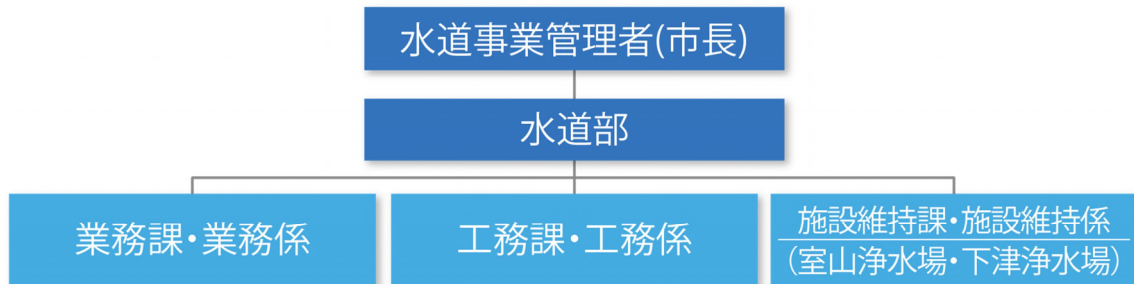 水道事業管理者(市長)
水道部
業務課・業務係
工務課・工務係
施設維持課・施設維持係
（室山浄水場・下津浄水場）